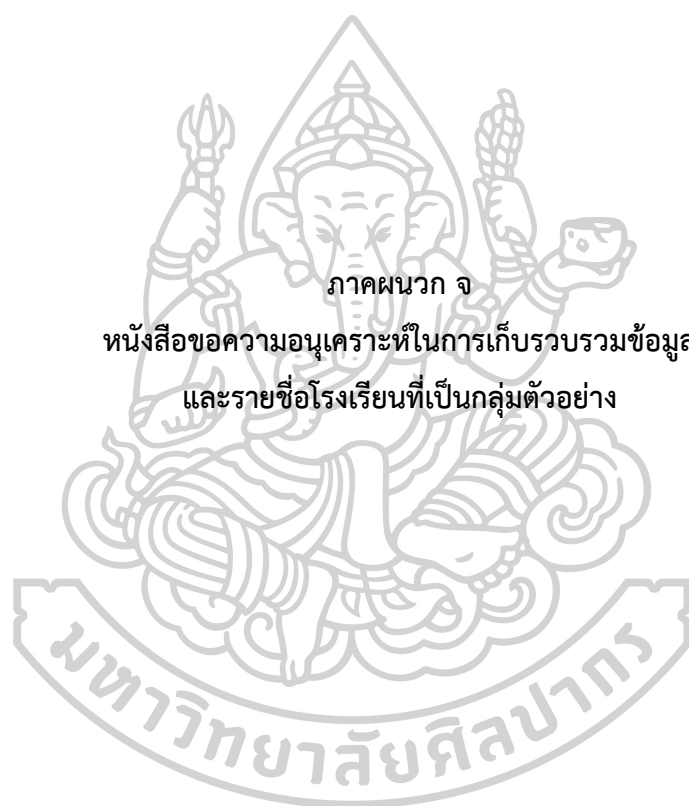 ภาคผนวก จ
หนังสือขอความอนุเคราะห์ในการเก็บรวบรวมข้อมูล
และรายชื่อโรงเรียนที่เป็นกลุ่มตัวอย่าง
มหาวิทยาลัยศิลปากร